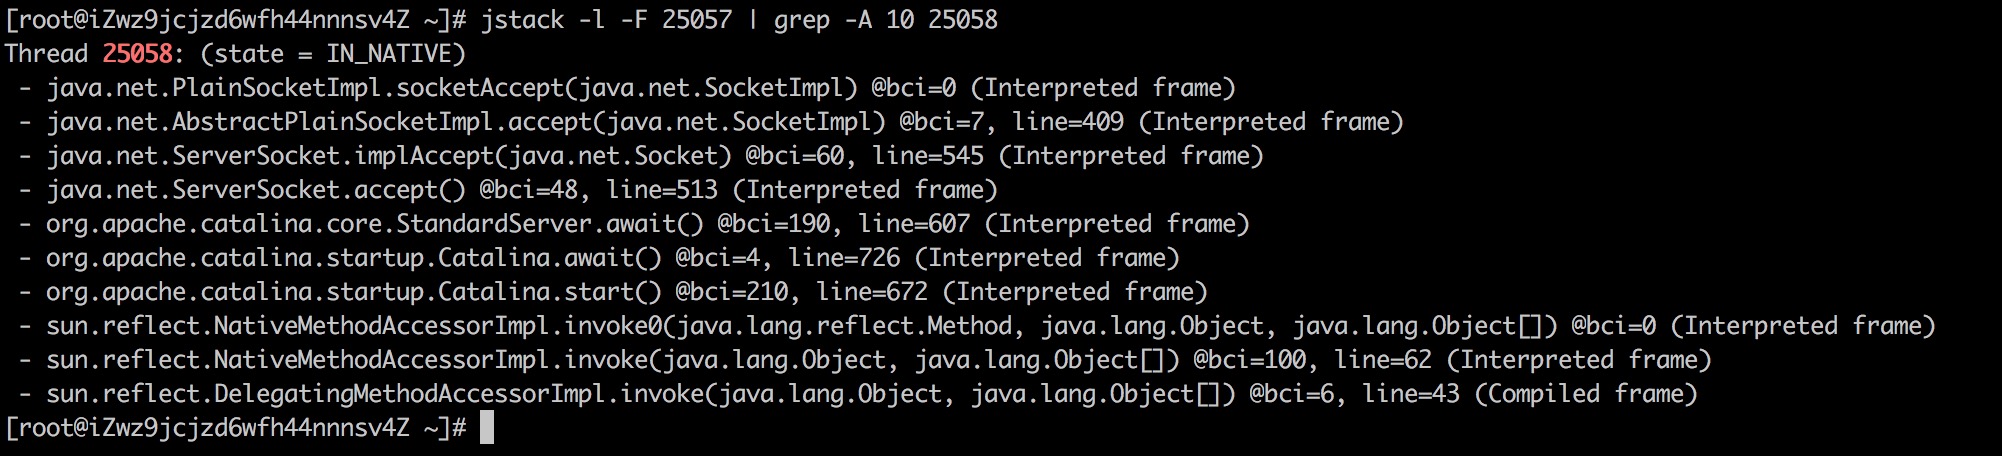 [root@iZwz9jcjzd6wfh44nnnsv4Z ~]# jstack -l -F 25057 | grep -A 10 25058
Thread 25058: (state = IN_NATIVE)
 - java.net.PlainSocketImpl.socketAccept(java.net.SocketImpl) @bci=0 (Interpreted frame)
 - java.net.AbstractPlainSocketImpl.accept(java.net.SocketImpl) @bci=7, line=409 (Interpreted frame)
 - java.net.ServerSocket.implAccept(java.net.Socket) @bci=60, line=545 (Interpreted frame)
 - java.net.ServerSocket.accept() @bci=48, line=513 (Interpreted frame)
 - org.apache.catalina.core.StandardServer.await() @bci=190, line=607 (Interpreted frame)
 - org.apache.catalina.startup.Catalina.await() @bci=4, line=726 (Interpreted frame)
 - org.apache.catalina.startup.Catalina.start() @bci=210, line=672 (Interpreted frame)
 - sun.reflect.NativeMethodAccessorImpl.invoke0(java.lang.reflect.Method, java.lang.Object, java.lang.Object[]) @bci=0 (Interpreted frame)
 - sun.reflect.NativeMethodAccessorImpl.invoke(java.lang.Object, java.lang.Object[]) @bci=100, line=62 (Interpreted frame)
 - sun.reflect.DelegatingMethodAccessorImpl.invoke(java.lang.Object, java.lang.Object[]) @bci=6, line=43 (Compiled frame)
[root@iZwz9jcjzd6wfh44nnnsv4Z ~]#